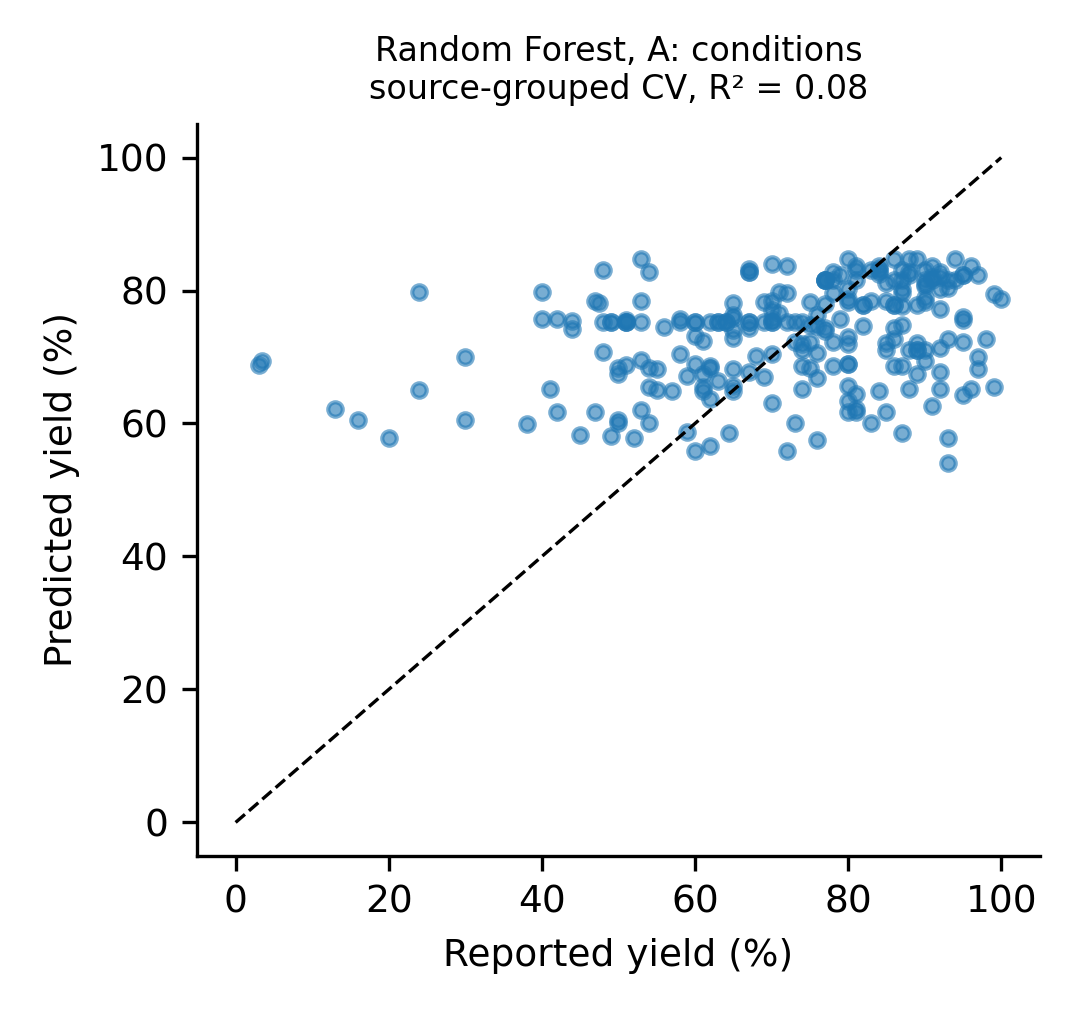 Random Forest, A: conditions
source-grouped CV, R² = 0.08
100
80
60
40
20
0
Predicted yield (%)
0 20 40 60 80 100
Reported yield (%)